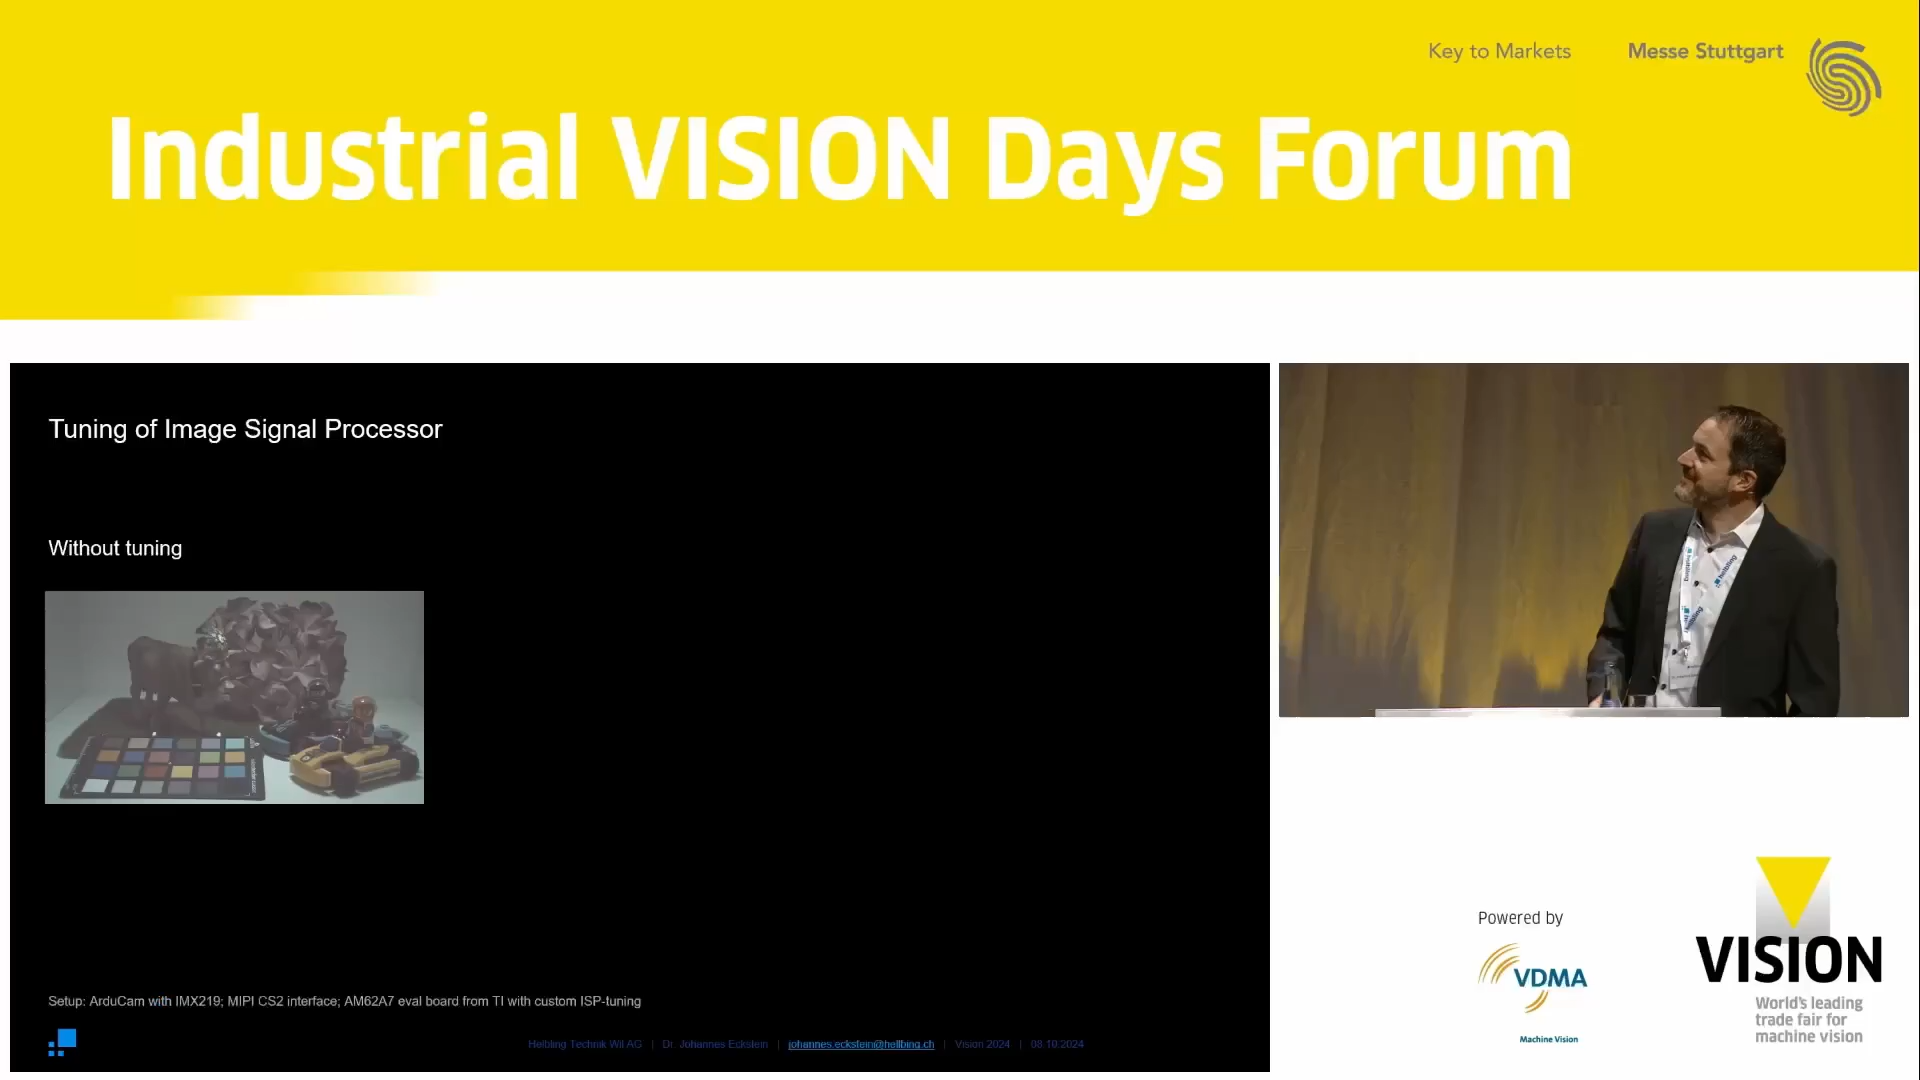 Key to Markets
Messe Stuttgart
Industrial VISION Days Forum
Tuning of Image Signal Processor
Without tuning
Setup: ArduCam with IMX219; MIPI CS2 interface; AM62A7 eval board from TI with custom ISP-tuning
Helbling Technik Wil AG | Dr. Johannes Eckstein | johannes.eckstein@helbling.ch | Vision 2024 | 08.10.2024
helbling
helbling
Powered by
VDMA
Machine Vision
VISION
World's leading
trade fair for
machine vision